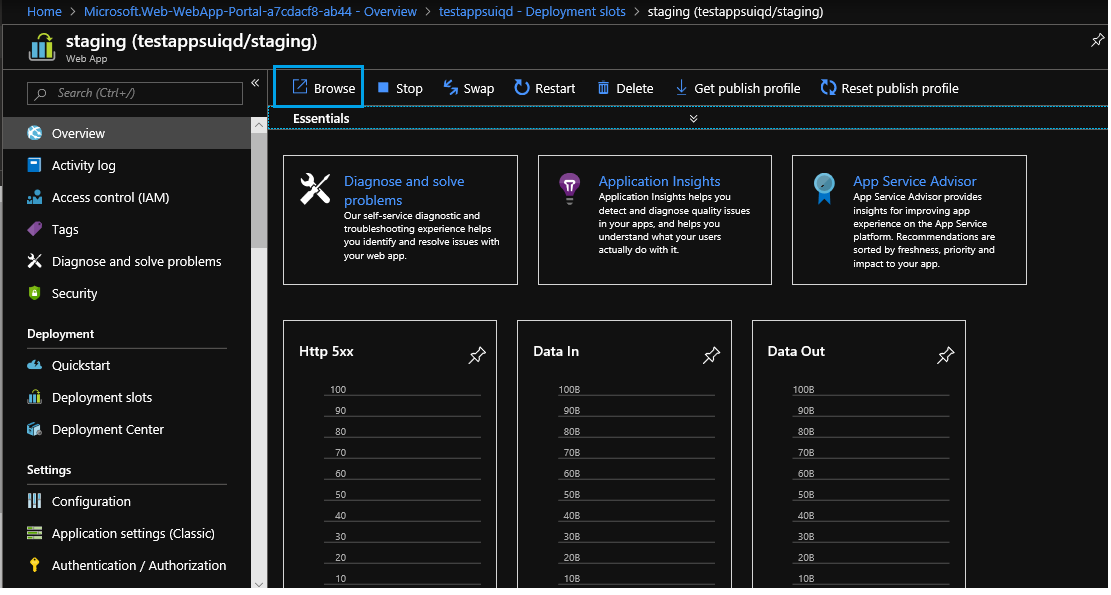 Home > Microsoft.Web-WebApp-Portal-a7cdacf8-ab44 - Overview > testappsuiqd - Deployment slots > staging (testappsuiqd/staging)
staging (testappsuiqd/staging)
Web App
Search (Ctrl+/)
Browse Stop Swap Restart Delete Get publish profile Reset publish profile
Essentials
Overview
Activity log
Access control (IAM)
Tags
Diagnose and solve problems
Security
Deployment
Quickstart
Deployment slots
Deployment Center
Settings
Configuration
Application settings (Classic)
Authentication / Authorization
Diagnose and solve
problems
Our self-service diagnostic and
troubleshooting experience helps
you identify and resolve issues with
your web app.
Application Insights
Application Insights helps you
detect and diagnose quality issues
in your apps, and helps you
understand what your users
actually do with it.
App Service Advisor
App Service Advisor provides
insights for improving app
experience on the App Service
platform. Recommendations are
sorted by freshness, priority and
impact to your app.
Http 5xx
100
90
80
70
60
50
40
30
20
10
Data In
100B
90B
80B
70B
60B
50B
40B
30B
20B
10B
Data Out
100B
90B
80B
70B
60B
50B
40B
30B
20B
10B